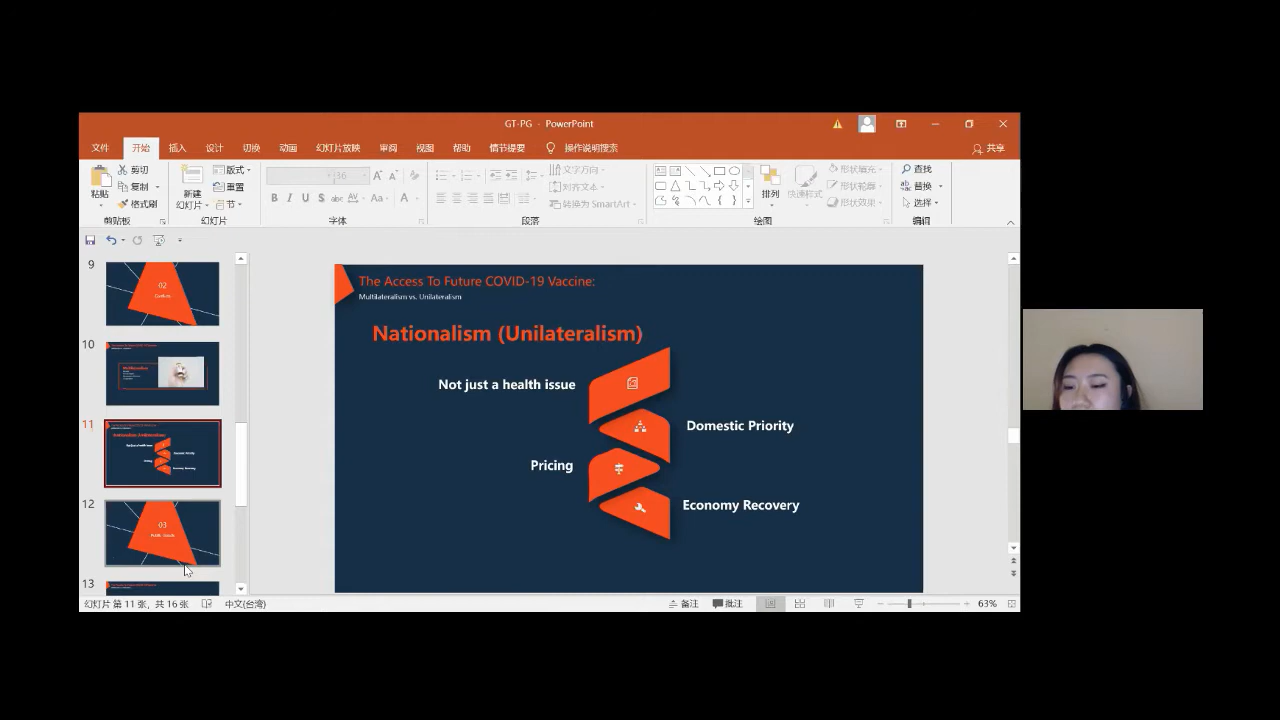 GT-PG - PowerPoint
文件 开始 插入 设计 切换 动画 幻灯片放映 审阅 视图 帮助 情节提要 操作说明搜索 共享
剪切 版式 36 文字方向 形状填充 查找
复制 重置 对齐文本 形状轮廓 替换
粘贴 格式刷 新建 幻灯片 节 B I U S abc AV Aa A 转换为 SmartArt 排列 快速样式 形状效果 选择
剪贴板 幻灯片 字体 段落 绘图 编辑
9
02
10
11
12
03
13
The Access To Future COVID-19 Vaccine:
Multilateralism vs. Unilateralism
Nationalism (Unilateralism)
Not just a health issue
Domestic Priority
Pricing
Economy Recovery
幻灯片 第 11 张，共 16 张 中文(台湾) 备注 批注 63%